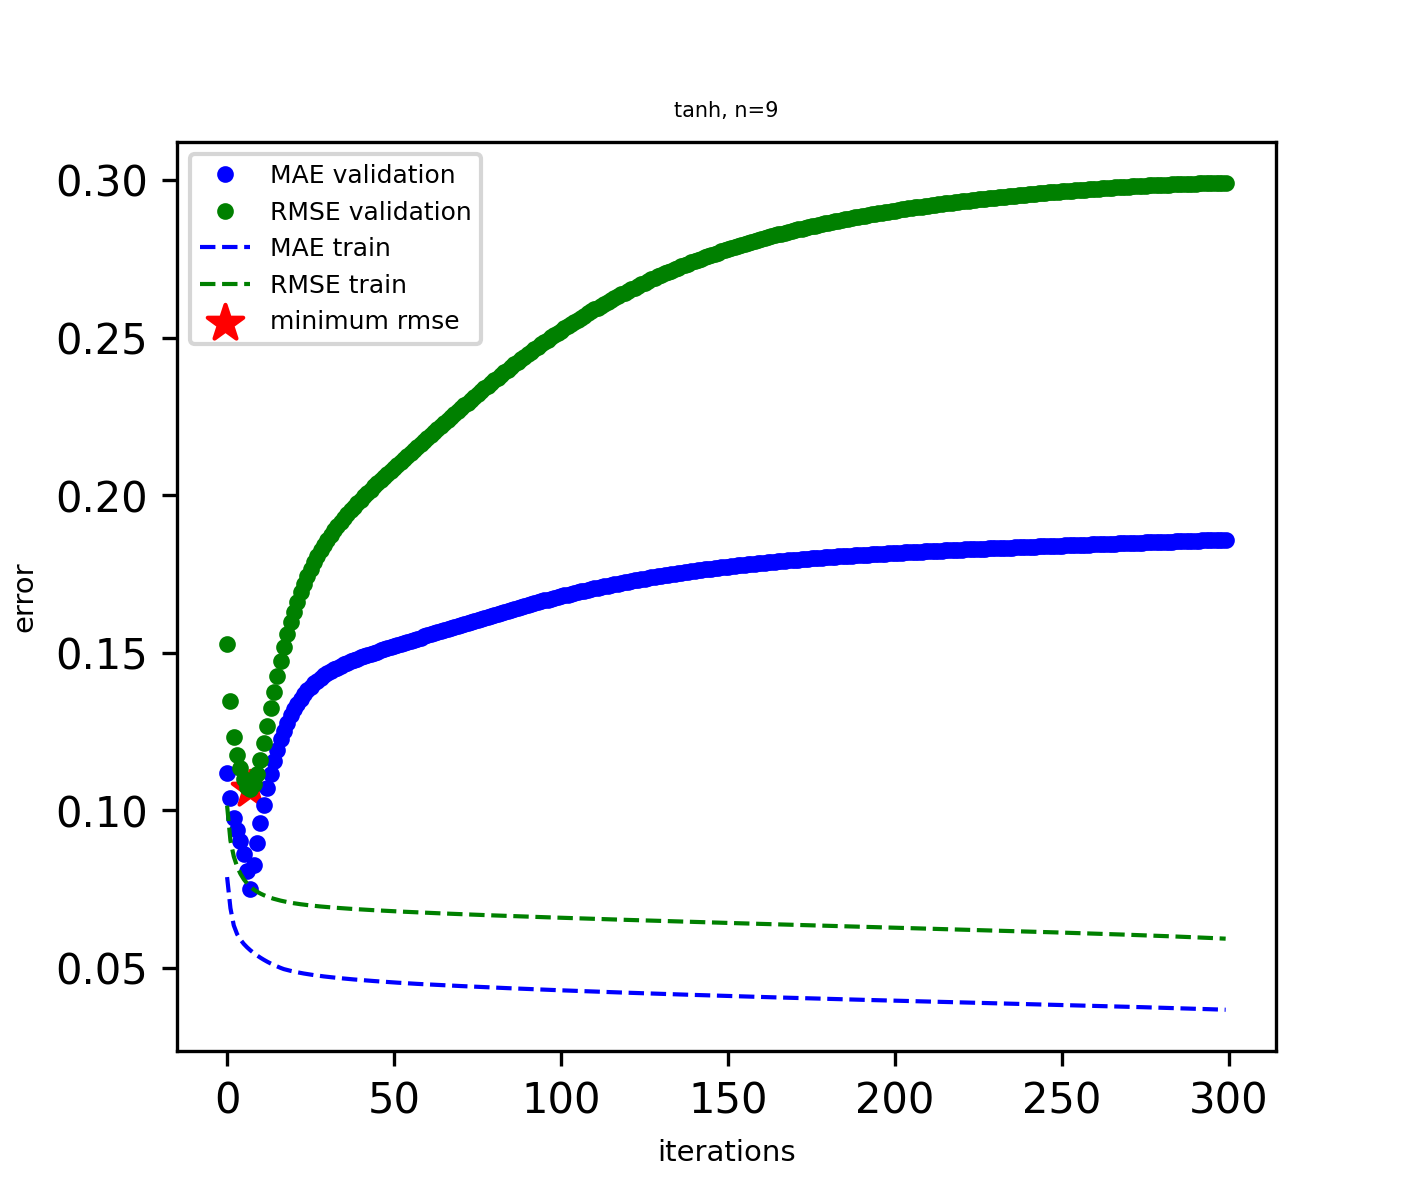 tanh, n=9
MAE validation
RMSE validation
MAE train
RMSE train
minimum rmse
0.30
0.25
0.20
0.15
0.10
0.05
error
0 50 100 150 200 250 300
iterations